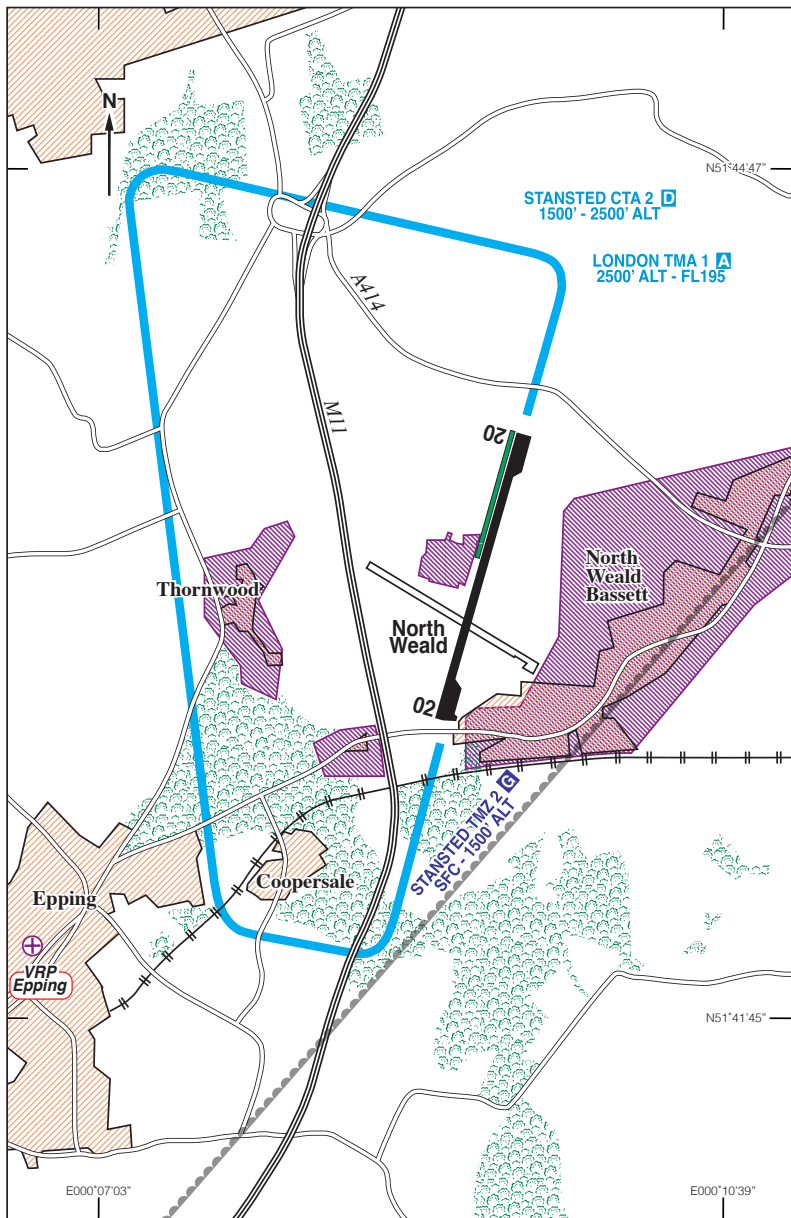 N
N51°44'47"
STANSTED CTA 2 D
1500' - 2500' ALT
LONDON TMA 1 A
2500' ALT - FL195
A414
M11
20
Thornwood
North
Weald
Bassett
North
Weald
02
STANSTED TMZ 2 G
SFC - 1500' ALT
Coopersale
Epping
VRP
Epping
N51°41'45"
E000°07'03"
E000°10'39"